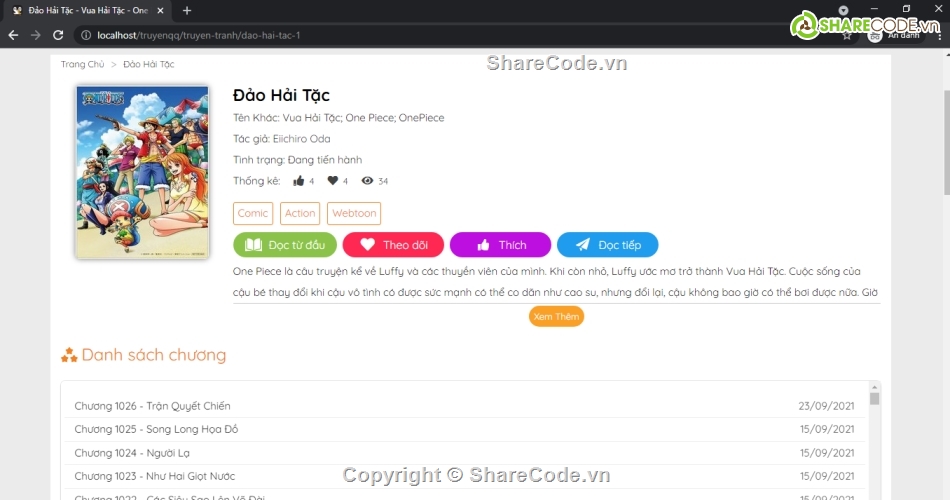 Đảo Hải Tặc - Vua Hải Tặc - One
SHARECODE.vn
localhost/truyenqq/truyen-tranh/dao-hai-tac-1
Ẩn danh
Trang Chủ > Đảo Hải Tặc
ShareCode.vn
Đảo Hải Tặc
Tên Khác: Vua Hải Tặc; One Piece; OnePiece
Tác giả: Eiichiro Oda
Tình trạng: Đang tiến hành
Thống kê: 4 4 34
Comic Action Webtoon
Đọc từ đầu Theo dõi Thích Đọc tiếp
One Piece là câu truyện kể về Luffy và các thuyền viên của mình. Khi còn nhỏ, Luffy ước mơ trở thành Vua Hải Tặc. Cuộc sống của
cậu bé thay đổi khi cậu vô tình có được sức mạnh có thể co dãn như cao su, nhưng đổi lại, cậu không bao giờ có thể bơi được nữa. Giờ
Xem Thêm
Danh sách chương
Chương 1026 - Trận Quyết Chiến 23/09/2021
Chương 1025 - Song Long Họa Đồ 15/09/2021
Chương 1024 - Người Lạ 15/09/2021
Chương 1023 - Như Hai Giọt Nước 15/09/2021
Copyright © ShareCode.vn
Chương 1022 - Các Siêu Sao Lên Võ Đài 15/09/2021